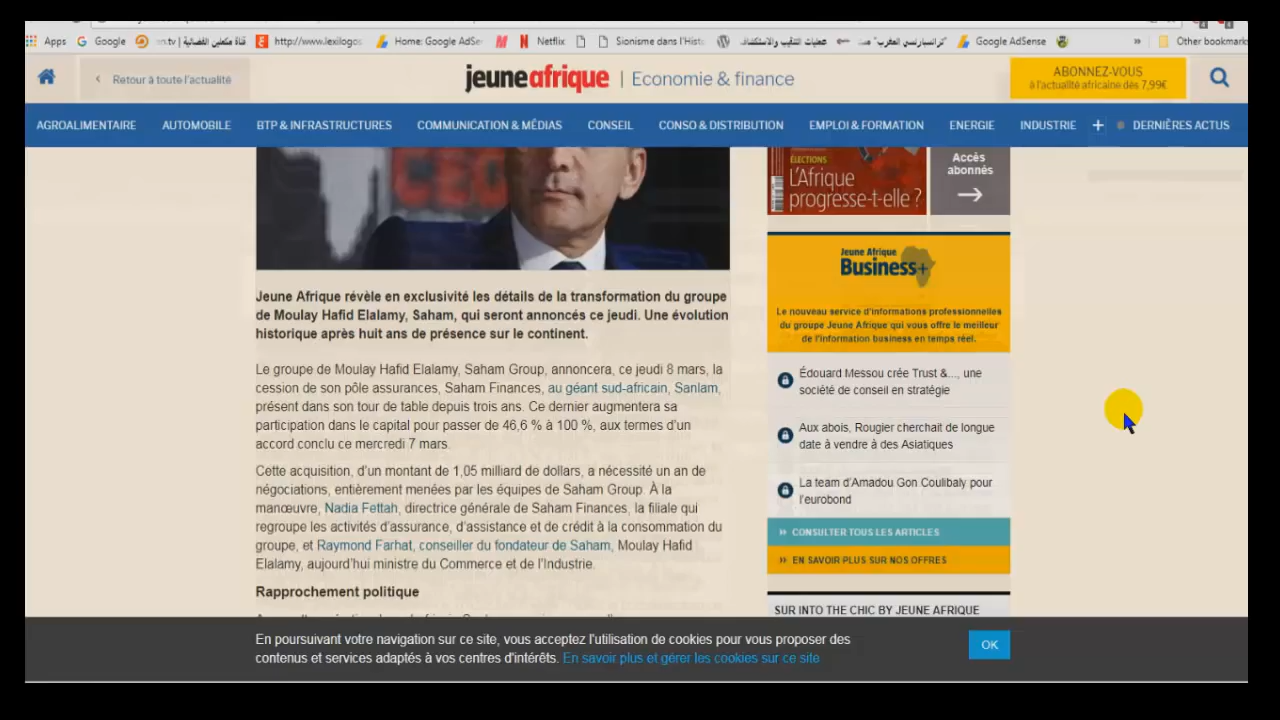 Apps Google tv | قناة مكملين الفضائية http://www.lexilogos Home: Google AdSe Netflix Sionisme dans l'Histo عمليات التنقيب والاستكشاف Google AdSense » Other bookmark
‹ Retour à toute l'actualité
jeuneafrique | Economie & finance
ABONNEZ-VOUS
à l'actualité africaine dès 7,99€
AGROALIMENTAIRE AUTOMOBILE BTP & INFRASTRUCTURES COMMUNICATION & MÉDIAS CONSEIL CONSO & DISTRIBUTION EMPLOI & FORMATION ENERGIE INDUSTRIE + DERNIÈRES ACTUS
CEO
ÉLECTIONS
L'Afrique
progresse-t-elle ?
Accès
abonnés
Jeune Afrique
Business+
Le nouveau service d'informations professionnelles
du groupe Jeune Afrique qui vous offre le meilleur
de l'information business en temps réel.
Jeune Afrique révèle en exclusivité les détails de la transformation du groupe
de Moulay Hafid Elalamy, Saham, qui seront annoncés ce jeudi. Une évolution
historique après huit ans de présence sur le continent.
Le groupe de Moulay Hafid Elalamy, Saham Group, annoncera, ce jeudi 8 mars, la
cession de son pôle assurances, Saham Finances, au géant sud-africain, Sanlam,
présent dans son tour de table depuis trois ans. Ce dernier augmentera sa
participation dans le capital pour passer de 46,6 % à 100 %, aux termes d'un
accord conclu ce mercredi 7 mars.
Cette acquisition, d'un montant de 1,05 milliard de dollars, a nécessité un an de
négociations, entièrement menées par les équipes de Saham Group. À la
manœuvre, Nadia Fettah, directrice générale de Saham Finances, la filiale qui
regroupe les activités d'assurance, d'assistance et de crédit à la consommation du
groupe, et Raymond Farhat, conseiller du fondateur de Saham, Moulay Hafid
Elalamy, aujourd'hui ministre du Commerce et de l'Industrie.
Rapprochement politique
Édouard Messou crée Trust &..., une
société de conseil en stratégie
Aux abois, Rougier cherchait de longue
date à vendre à des Asiatiques
La team d'Amadou Gon Coulibaly pour
l'eurobond
» CONSULTER TOUS LES ARTICLES
» EN SAVOIR PLUS SUR NOS OFFRES
SUR INTO THE CHIC BY JEUNE AFRIQUE
En poursuivant votre navigation sur ce site, vous acceptez l'utilisation de cookies pour vous proposer des
contenus et services adaptés à vos centres d'intérêts. En savoir plus et gérer les cookies sur ce site
OK